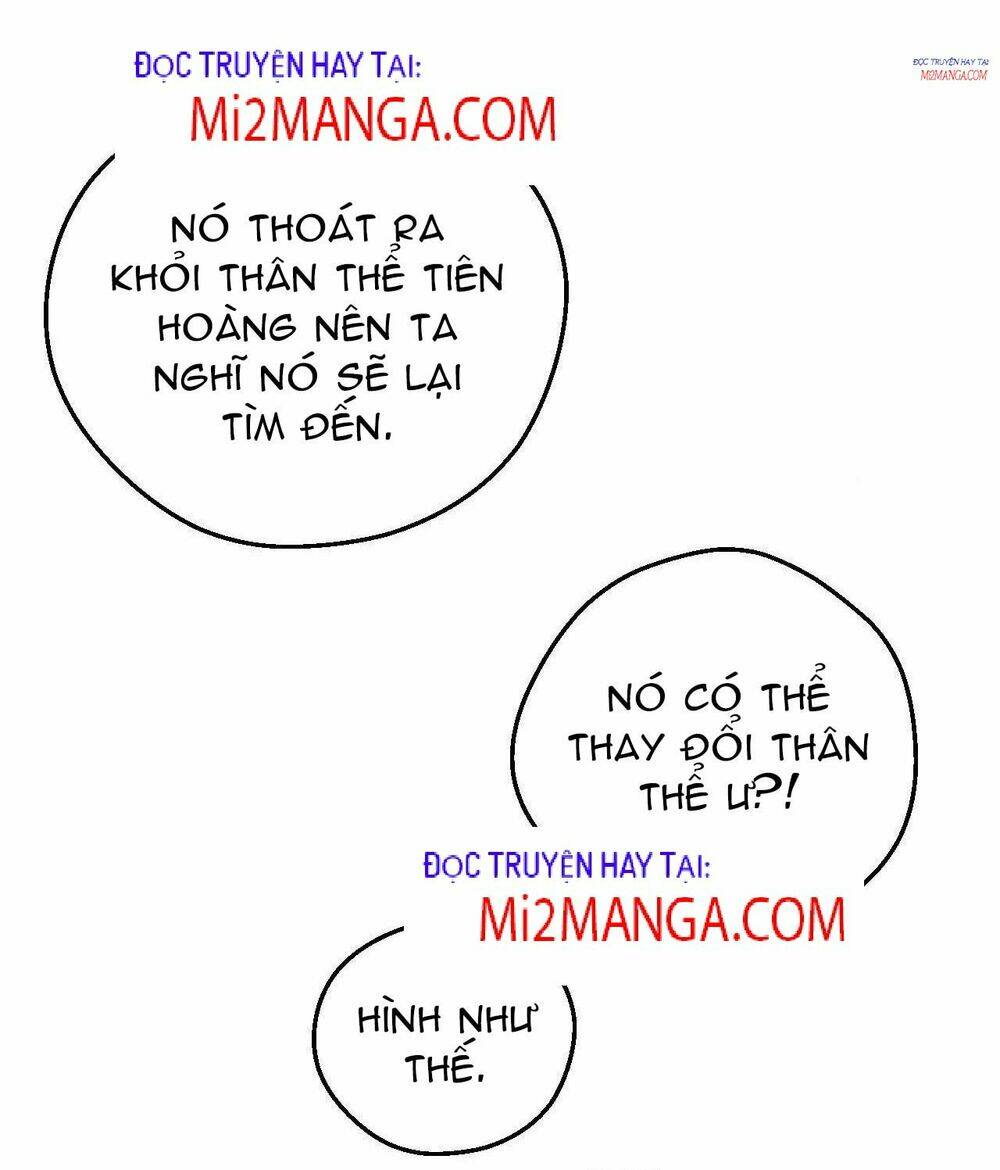 ĐỌC TRUYỆN HAY TẠI:
Mi2MANGA.COM
ĐỌC TRUYỆN HAY TẠI:
Mi2MANGA.COM
NÓ THOÁT RA
KHỎI THÂN THỂ TIÊN
HOÀNG NÊN TA
NGHĨ NÓ SẼ LẠI
TÌM ĐẾN.
NÓ CÓ THỂ
THAY ĐỔI THÂN
THỂ Ư?!
ĐỌC TRUYỆN HAY TẠI:
Mi2MANGA.COM
HÌNH NHƯ
THẾ.